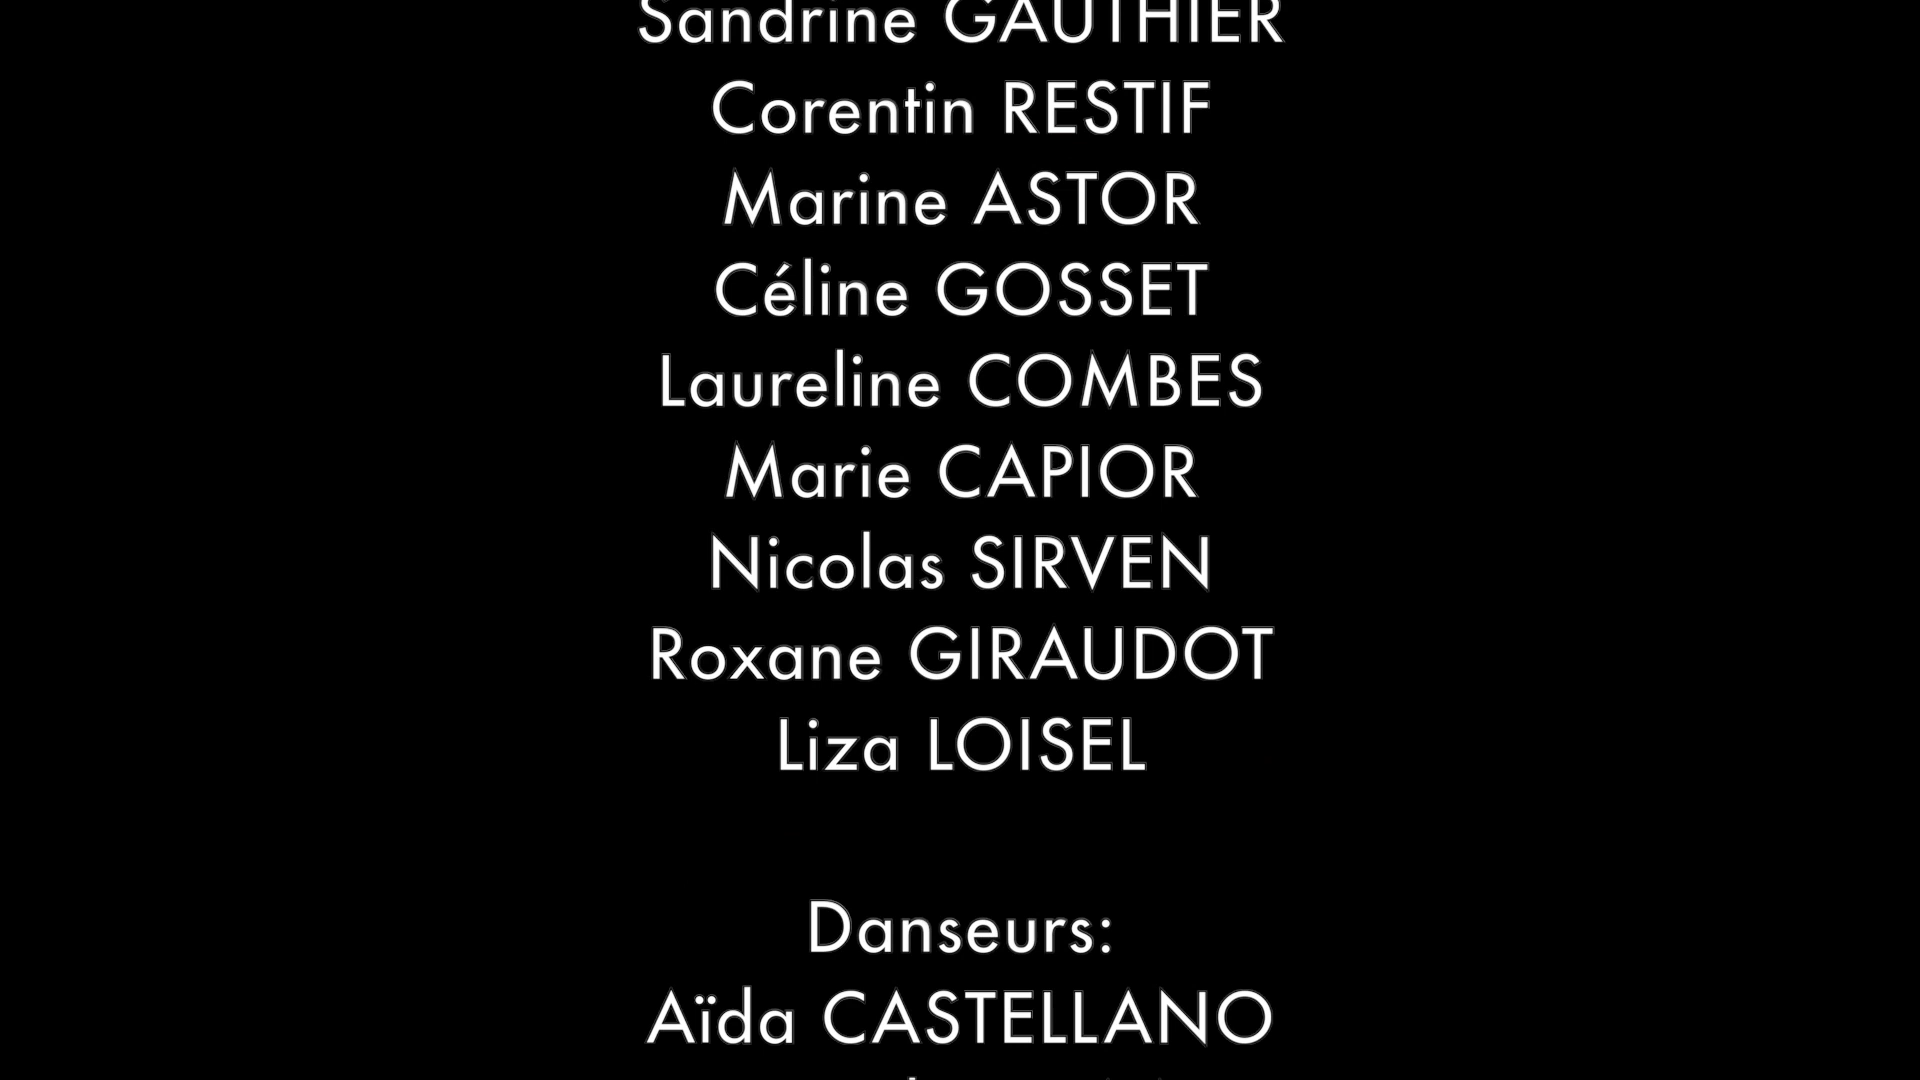 Sandrine GAUTHIER
Corentin RESTIF
Marine ASTOR
Céline GOSSET
Laureline COMBES
Marie CAPIOR
Nicolas SIRVEN
Roxane GIRAUDOT
Liza LOISEL
Danseurs:
Aïda CASTELLANO